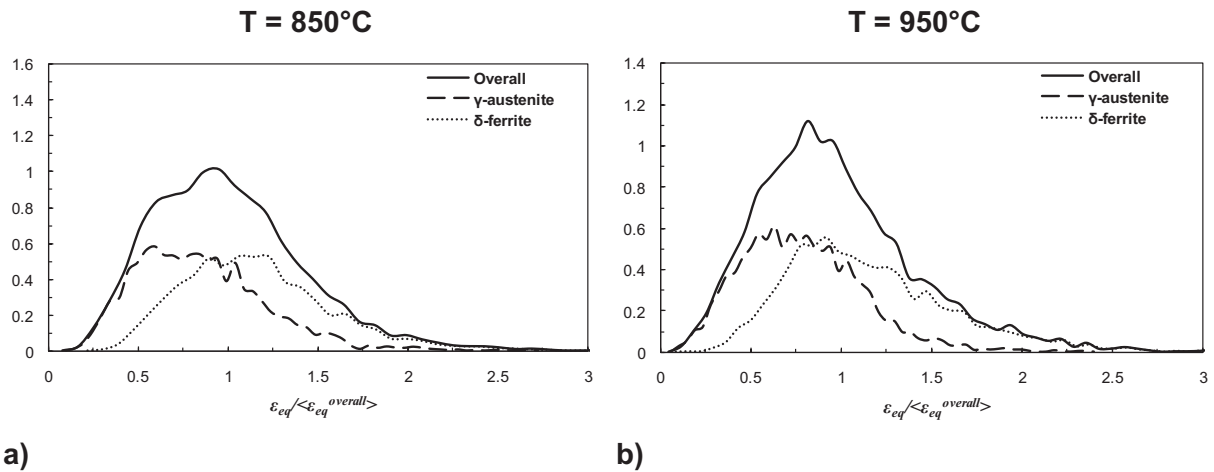 T = 850°C
T = 950°C
1.6
1.4
1.2
1
0.8
0.6
0.4
0.2
0
Overall
γ-austenite
δ-ferrite
0 0.5 1 1.5 2 2.5 3
ε_eq/<ε_eq^overall>
a)
1.4
1.2
1
0.8
0.6
0.4
0.2
0
Overall
γ-austenite
δ-ferrite
0 0.5 1 1.5 2 2.5 3
ε_eq/<ε_eq^overall>
b)